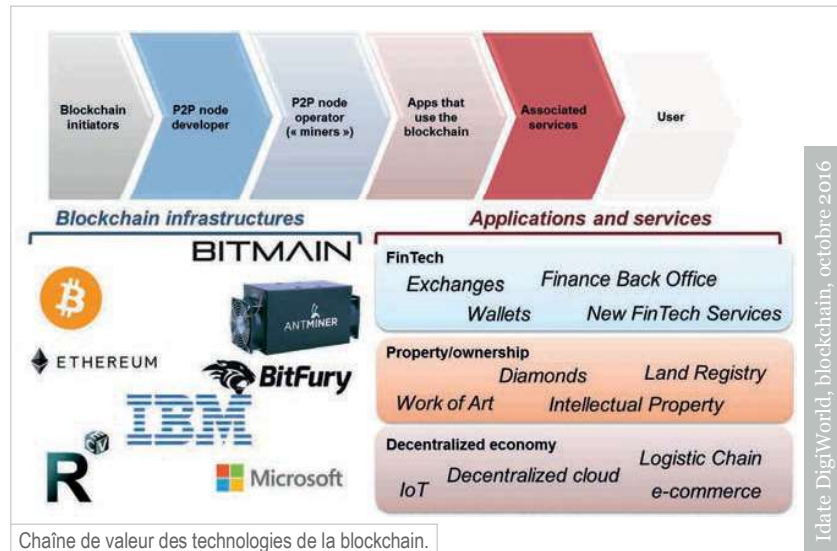 Blockchain
initiators
P2P node
developer
P2P node
operator
(« miners »)
Apps that
use the
blockchain
Associated
services
User
Blockchain infrastructures
Applications and services
BITMAIN
ANTMINER
ETHEREUM
BitFury
IBM
R
CEV
Microsoft
FinTech
Exchanges
Finance Back Office
Wallets
New FinTech Services
Property/ownership
Diamonds
Land Registry
Work of Art
Intellectual Property
Decentralized economy
Logistic Chain
IoT
Decentralized cloud
e-commerce
Idate DigiWorld, blockchain, octobre 2016
Chaîne de valeur des technologies de la blockchain.